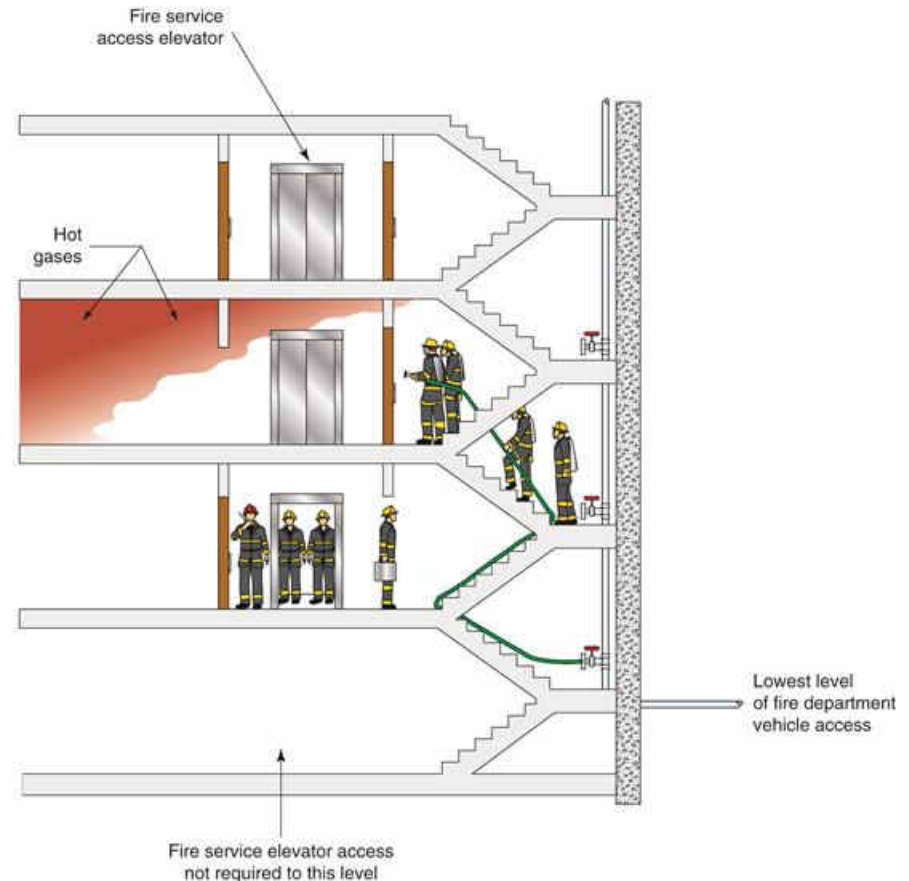 Fire service
access elevator
Hot
gases
Lowest level
of fire department
vehicle access
Fire service elevator access
not required to this level